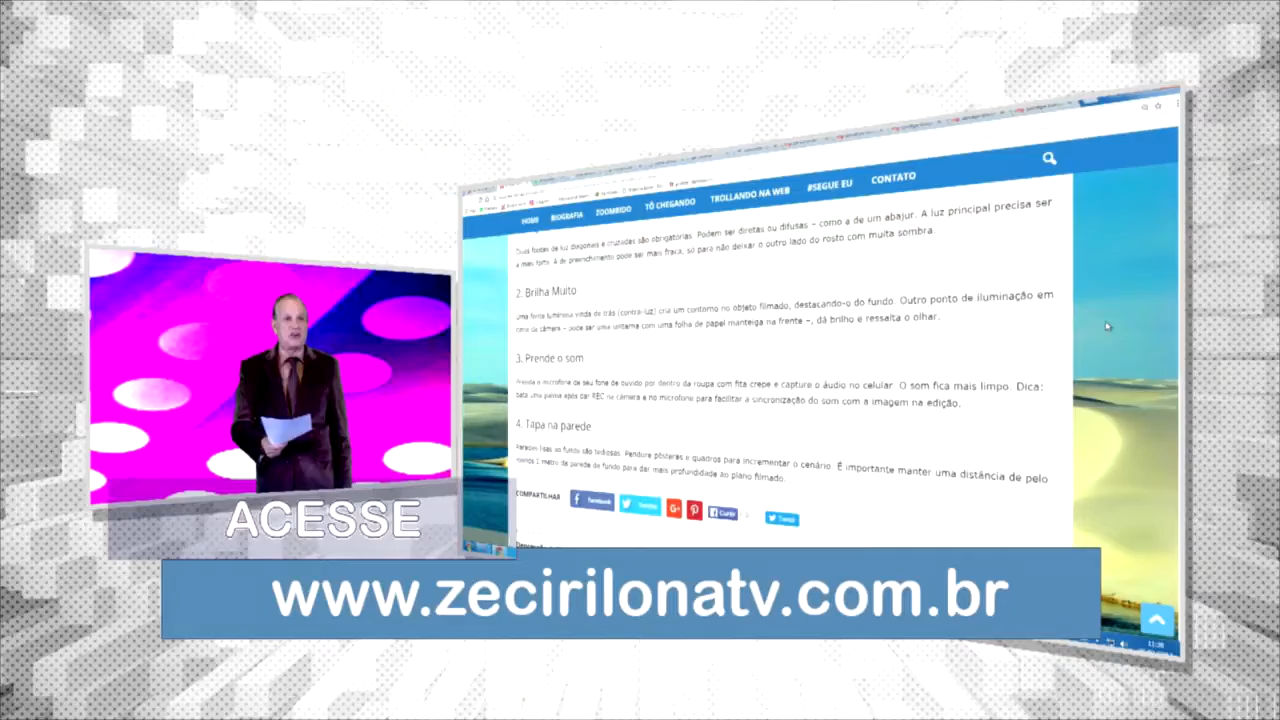 HOME BIOGRAFIA ZOOMBIDO TÔ CHEGANDO TROLLANDO NA WEB #SEGUE EU CONTATO
Duas fontes de luz diagonais e cruzadas são obrigatórias. Podem ser diretas ou difusas – como a de um abajur. A luz principal precisa ser
a mais forte. A de preenchimento pode ser mais fraca, só para não deixar o outro lado do rosto com muita sombra.
2. Brilha Muito
Uma fonte luminosa vinda de trás (contra-luz) cria um contorno no objeto filmado, destacando-o do fundo. Outro ponto de iluminação em
cima da câmera – pode ser uma lanterna com uma folha de papel manteiga na frente –, dá brilho e ressalta o olhar.
3. Prende o som
Prenda o microfone de seu fone de ouvido por dentro da roupa com fita crepe e capture o áudio no celular. O som fica mais limpo. Dica:
bata uma palma após dar REC na câmera e no microfone para facilitar a sincronização do som com a imagem na edição.
4. Tapa na parede
Paredes lisas ao fundo são tediosas. Pendure pôsteres e quadros para incrementar o cenário. É importante manter uma distância de pelo
menos 1 metro da parede de fundo para dar mais profundidade ao plano filmado.
COMPARTILHAR Facebook Twitter G+ Curtir Tweet
ACESSE
www.zecirilonatv.com.br